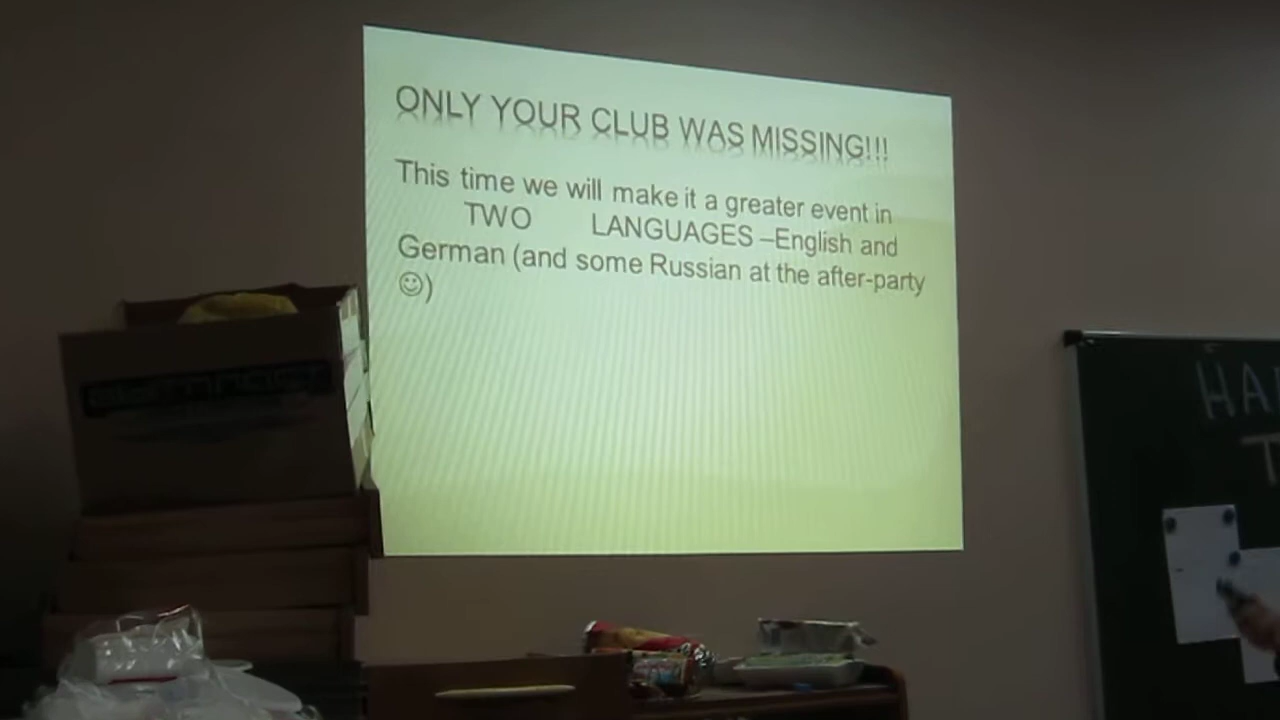 ONLY YOUR CLUB WAS MISSING!!!
This time we will make it a greater event in
TWO LANGUAGES –English and
German (and some Russian at the after-party
☺)
HA
T